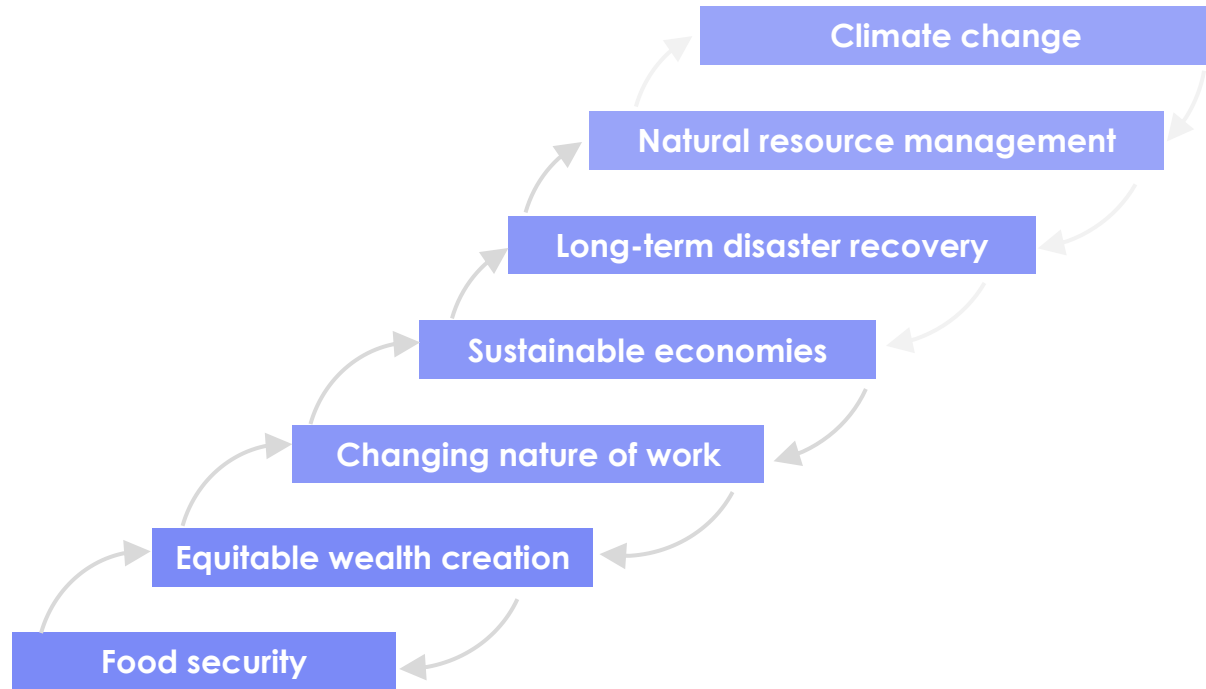 Climate change
Natural resource management
Long-term disaster recovery
Sustainable economies
Changing nature of work
Equitable wealth creation
Food security